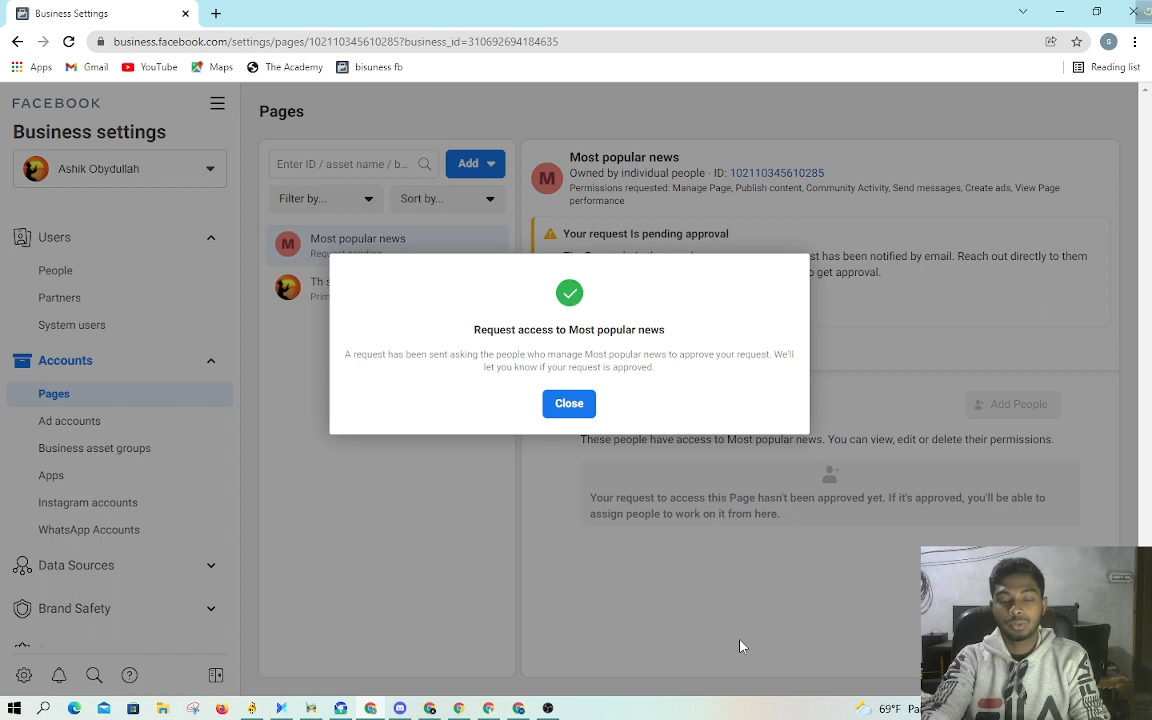 Business Settings
business.facebook.com/settings/pages/102110345610285?business_id=310692694184635
S
Apps
Gmail
YouTube
Maps
The Academy
bisuness fb
Reading list
FACEBOOK
Business settings
Ashik Obydullah
Users
People
Partners
System users
Accounts
Pages
Ad accounts
Business asset groups
Apps
Instagram accounts
WhatsApp Accounts
Data Sources
Brand Safety
Pages
Enter ID / asset name / b...
Add
Filter by...
Sort by...
M
Most popular news
Th s
Prim
M
Most popular news
Owned by individual people · ID: 102110345610285
Permissions requested: Manage Page, Publish content, Community Activity, Send messages, Create ads, View Page
performance
Your request Is pending approval
st has been notified by email. Reach out directly to them
o get approval.
Request access to Most popular news
A request has been sent asking the people who manage Most popular news to approve your request. We'll
let you know if your request is approved.
Close
Add People
These people have access to Most popular news. You can view, edit or delete their permissions.
Your request to access this Page hasn't been approved yet. If it's approved, you'll be able to
assign people to work on it from here.
69°F Pa
FILA